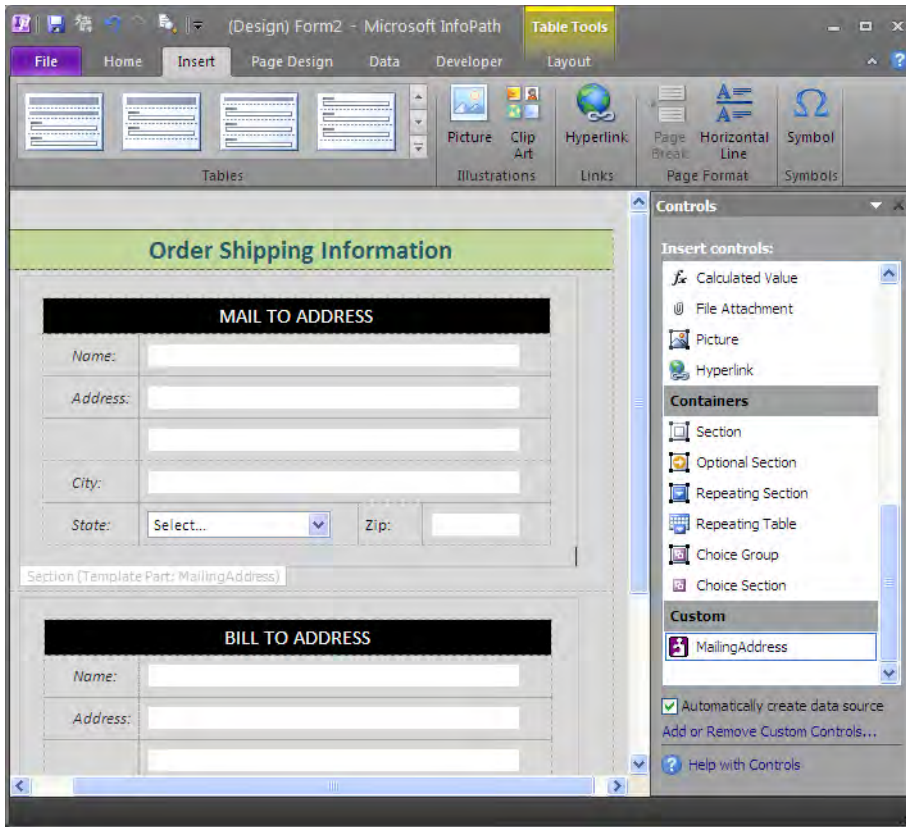 (Design) Form2 - Microsoft InfoPath
Table Tools
File Home Insert Page Design Data Developer Layout
Picture
Clip Art
Hyperlink
Page Break
Horizontal Line
Symbol
Tables
Illustrations
Links
Page Format
Symbols
Order Shipping Information
MAIL TO ADDRESS
Name:
Address:
City:
State: Select... Zip:
Section (Template Part: MailingAddress)
BILL TO ADDRESS
Name:
Address:
Controls
Insert controls:
fx Calculated Value
File Attachment
Picture
Hyperlink
Containers
Section
Optional Section
Repeating Section
Repeating Table
Choice Group
Choice Section
Custom
MailingAddress
Automatically create data source
Add or Remove Custom Controls...
Help with Controls